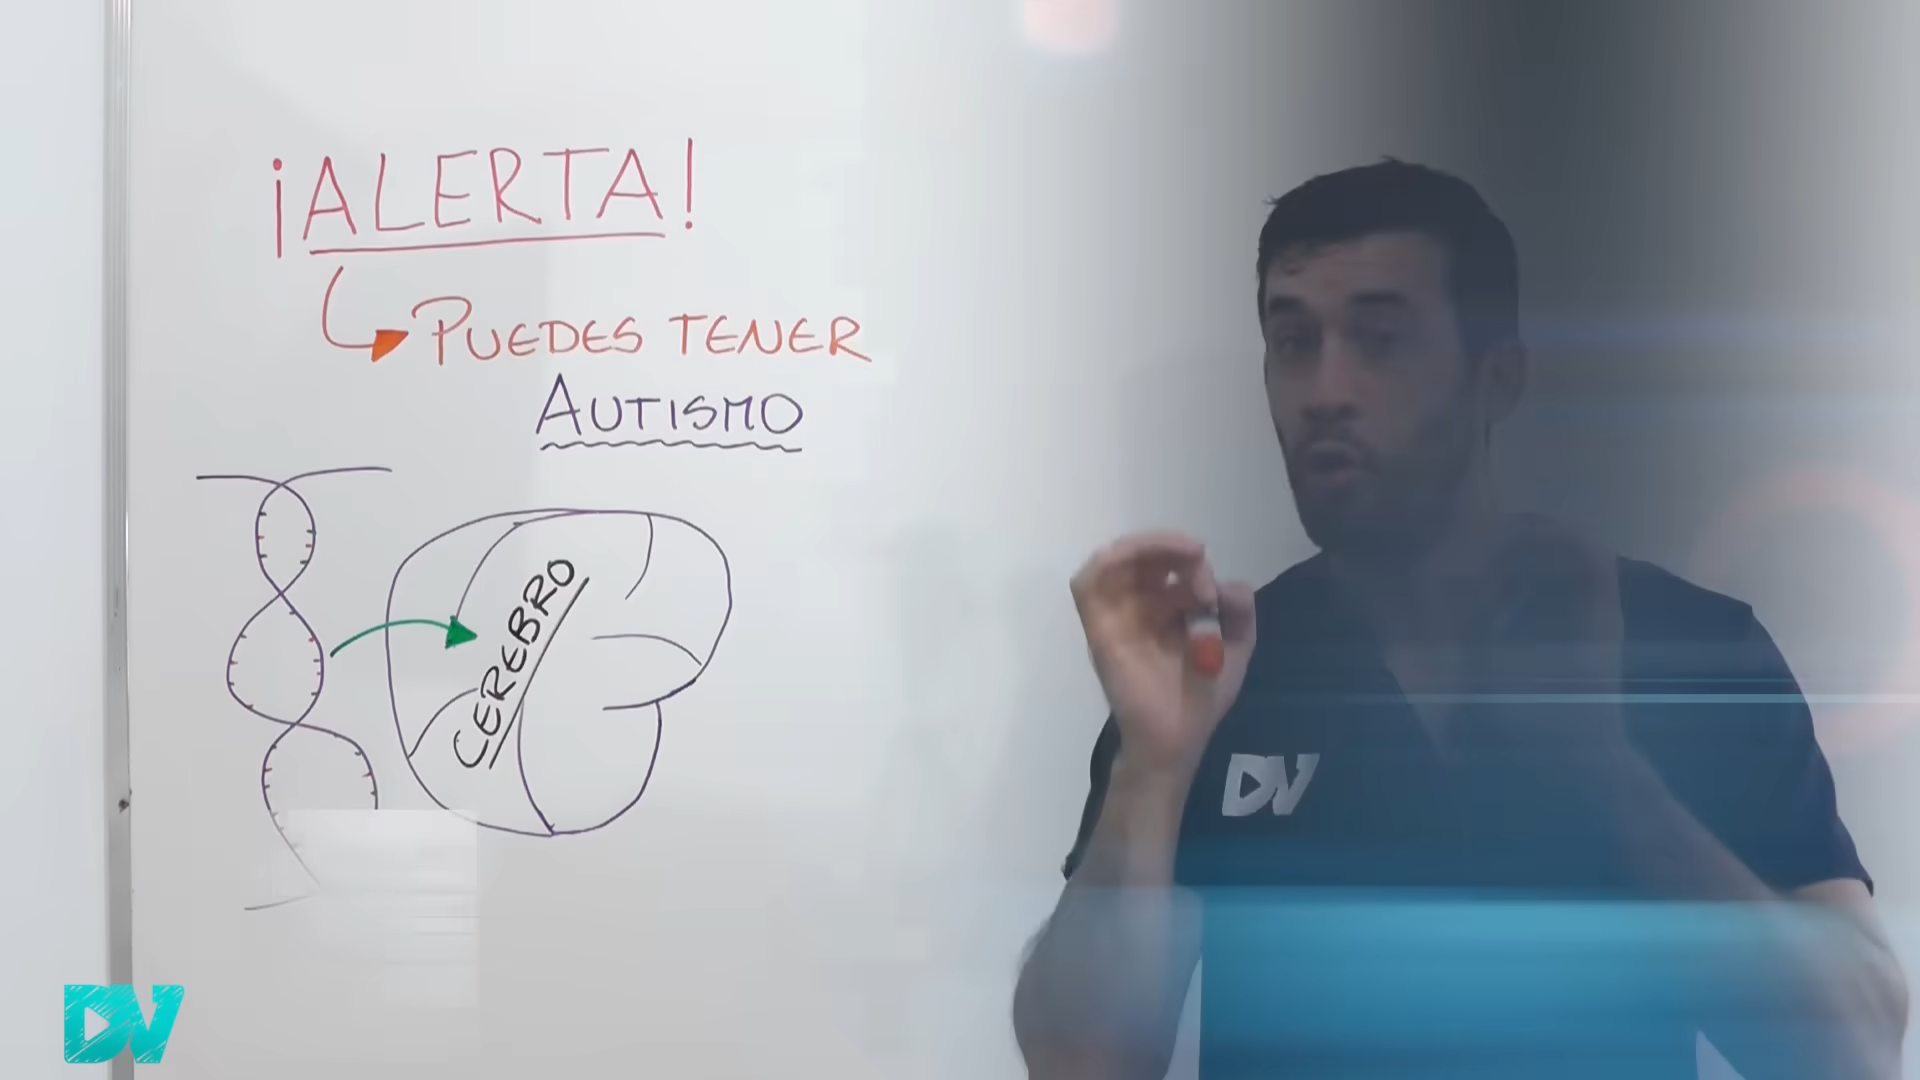 ¡ALERTA!
PUEDES TENER
AUTISMO
CEREBRO
DV
DV